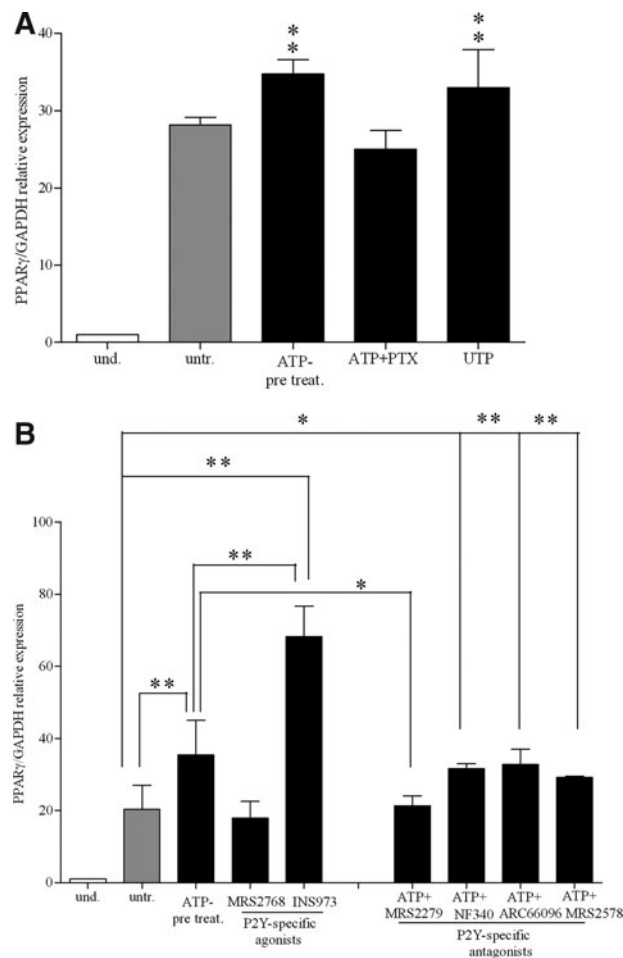 A
PPARγ/GAPDH relative expression
40
30
20
10
0
**
**
und.
untr.
ATP-
pre treat.
ATP+PTX
UTP
B
PPARγ/GAPDH relative expression
100
80
60
40
20
0
*
**
**
**
**
*
**
und.
untr.
ATP-
pre treat.
MRS2768
INS973
P2Y-specific
agonists
ATP+
MRS2279
ATP+
NF340
ATP+
ARC66096
ATP+
MRS2578
P2Y-specific
antagonists